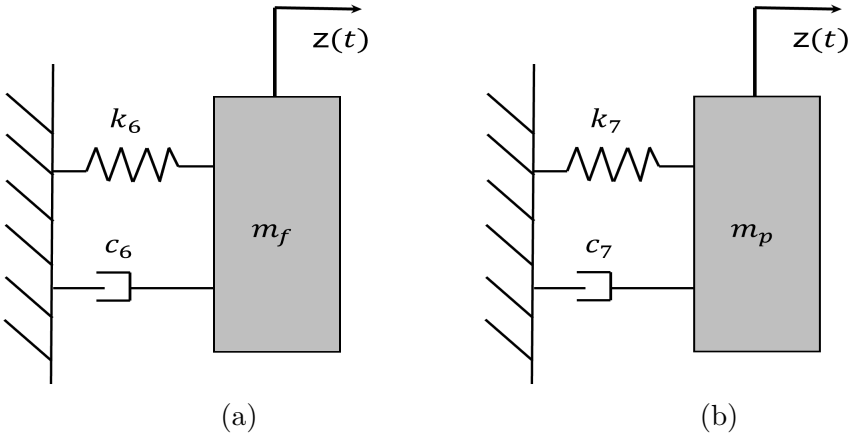 z(t)
k₆
c₆
m_f
(a)
z(t)
k₇
c₇
m_p
(b)